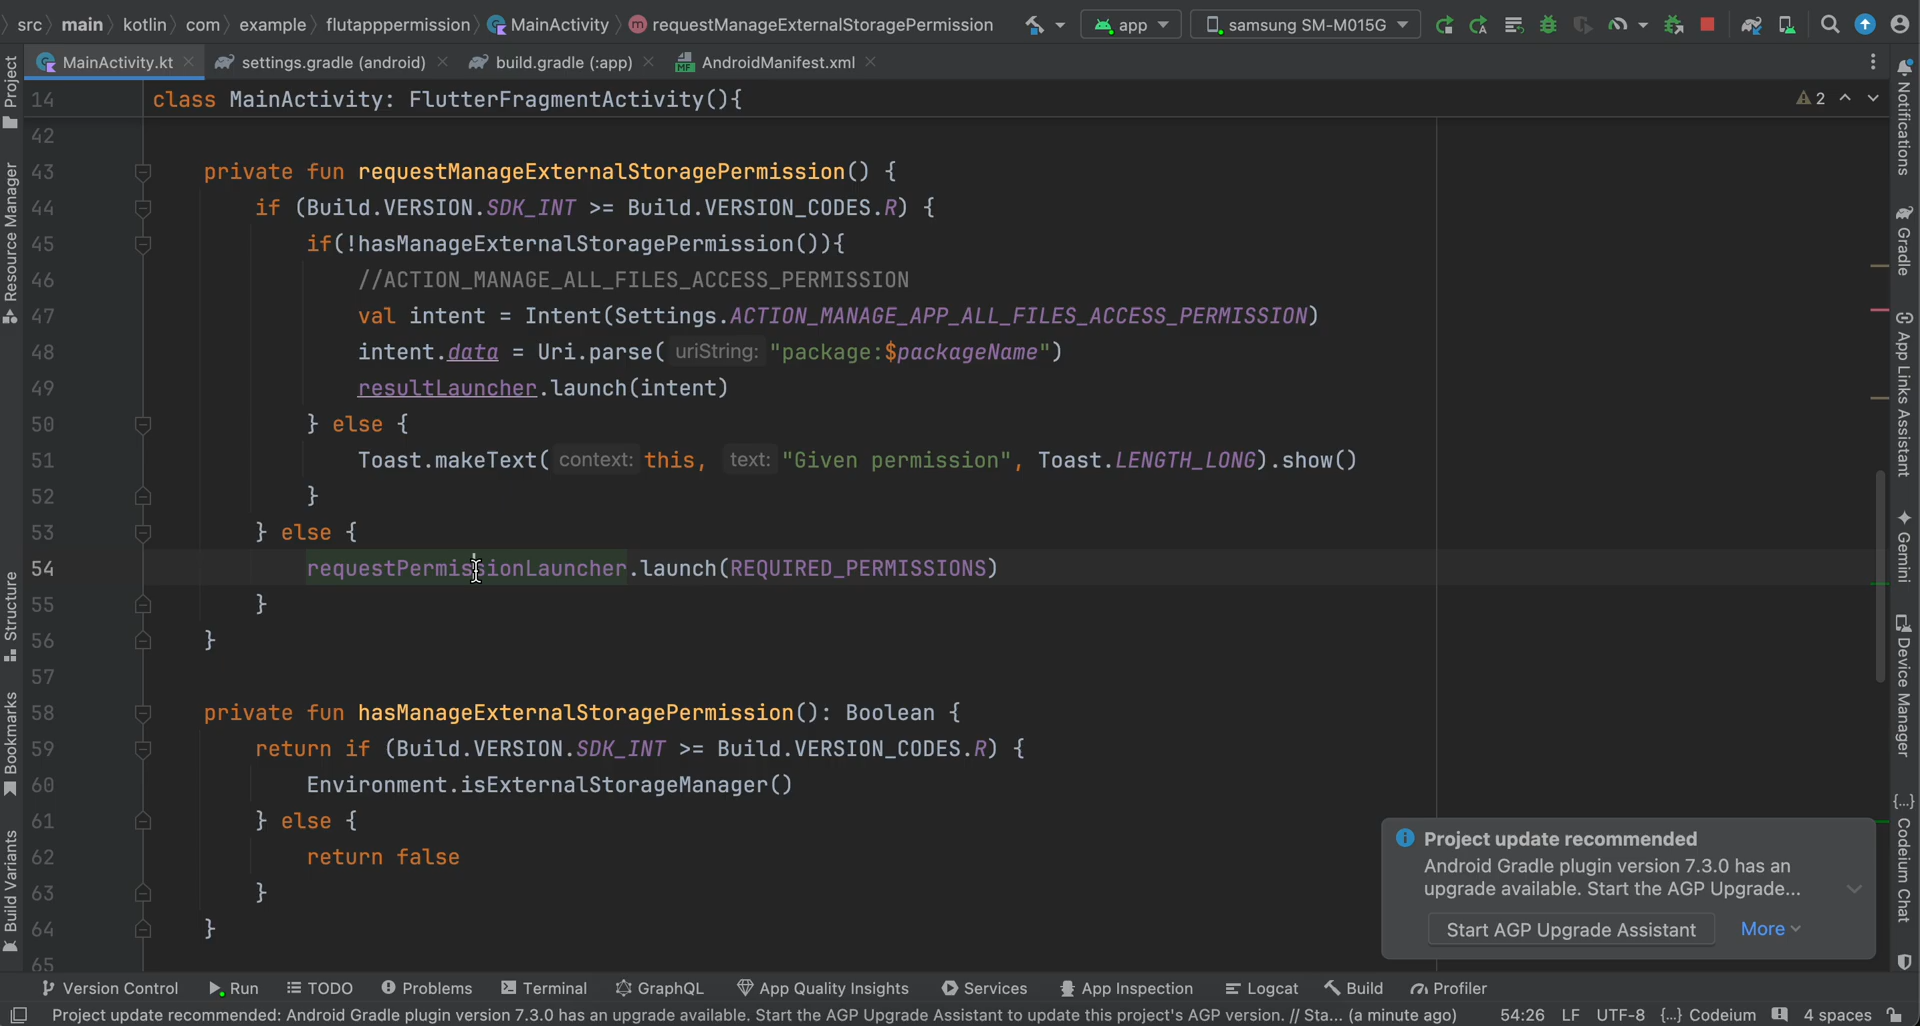 src main kotlin com example flutapppermission MainActivity m requestManageExternalStoragePermission app samsung SM-M015G
MainActivity.kt settings.gradle (android) build.gradle (:app) MF AndroidManifest.xml
14 class MainActivity: FlutterFragmentActivity(){ 2
42
43 private fun requestManageExternalStoragePermission() {
44 if (Build.VERSION.SDK_INT >= Build.VERSION_CODES.R) {
45 if(!hasManageExternalStoragePermission()){
46 //ACTION_MANAGE_ALL_FILES_ACCESS_PERMISSION
47 val intent = Intent(Settings.ACTION_MANAGE_APP_ALL_FILES_ACCESS_PERMISSION)
48 intent.data = Uri.parse( uriString: "package:$packageName")
49 resultLauncher.launch(intent)
50 } else {
51 Toast.makeText( context: this, text: "Given permission", Toast.LENGTH_LONG).show()
52 }
53 } else {
54 requestPermissionLauncher.launch(REQUIRED_PERMISSIONS)
55 }
56 }
57
58 private fun hasManageExternalStoragePermission(): Boolean {
59 return if (Build.VERSION.SDK_INT >= Build.VERSION_CODES.R) {
60 Environment.isExternalStorageManager()
61 } else {
62 return false
63 }
64 }
65
Project
Resource Manager
Structure
Bookmarks
Build Variants
Notifications
Gradle
App Links Assistant
Gemini
Device Manager
{...} Codeium Chat
Project update recommended
Android Gradle plugin version 7.3.0 has an
upgrade available. Start the AGP Upgrade...
Start AGP Upgrade Assistant More
Version Control Run TODO Problems Terminal GraphQL App Quality Insights Services App Inspection Logcat Build Profiler
Project update recommended: Android Gradle plugin version 7.3.0 has an upgrade available. Start the AGP Upgrade Assistant to update this project's AGP version. // Sta... (a minute ago) 54:26 LF UTF-8 {...} Codeium 4 spaces